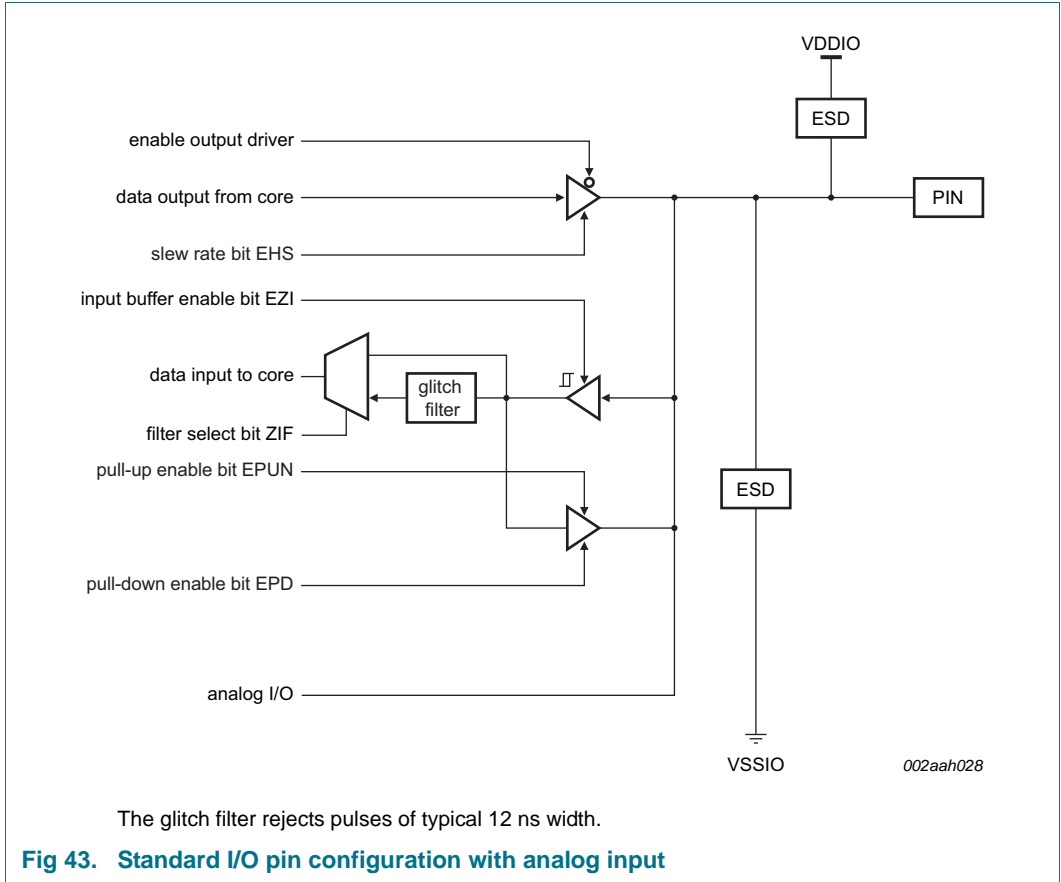 VDDIO
ESD
enable output driver
data output from core
PIN
slew rate bit EHS
input buffer enable bit EZI
data input to core
glitch
filter
filter select bit ZIF
pull-up enable bit EPUN
ESD
pull-down enable bit EPD
analog I/O
VSSIO
002aah028
The glitch filter rejects pulses of typical 12 ns width.
Fig 43. Standard I/O pin configuration with analog input